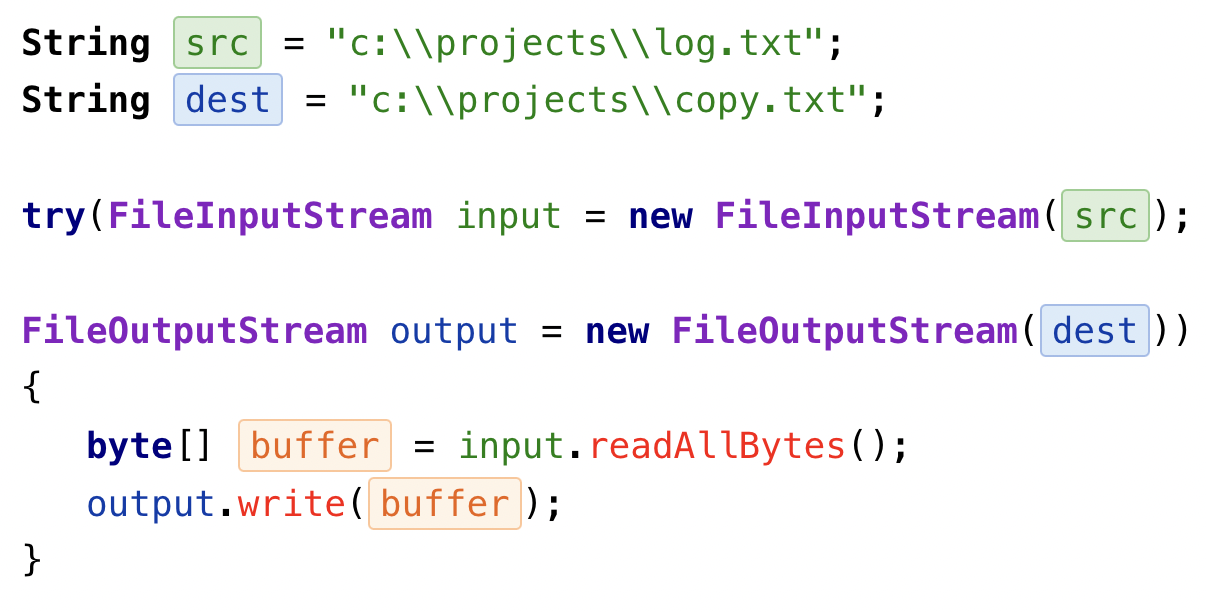 String src = "c:\\projects\\log.txt";
String dest = "c:\\projects\\copy.txt";
try(FileInputStream input = new FileInputStream(src);
FileOutputStream output = new FileOutputStream(dest))
{
byte[] buffer = input.readAllBytes();
output.write(buffer);
}